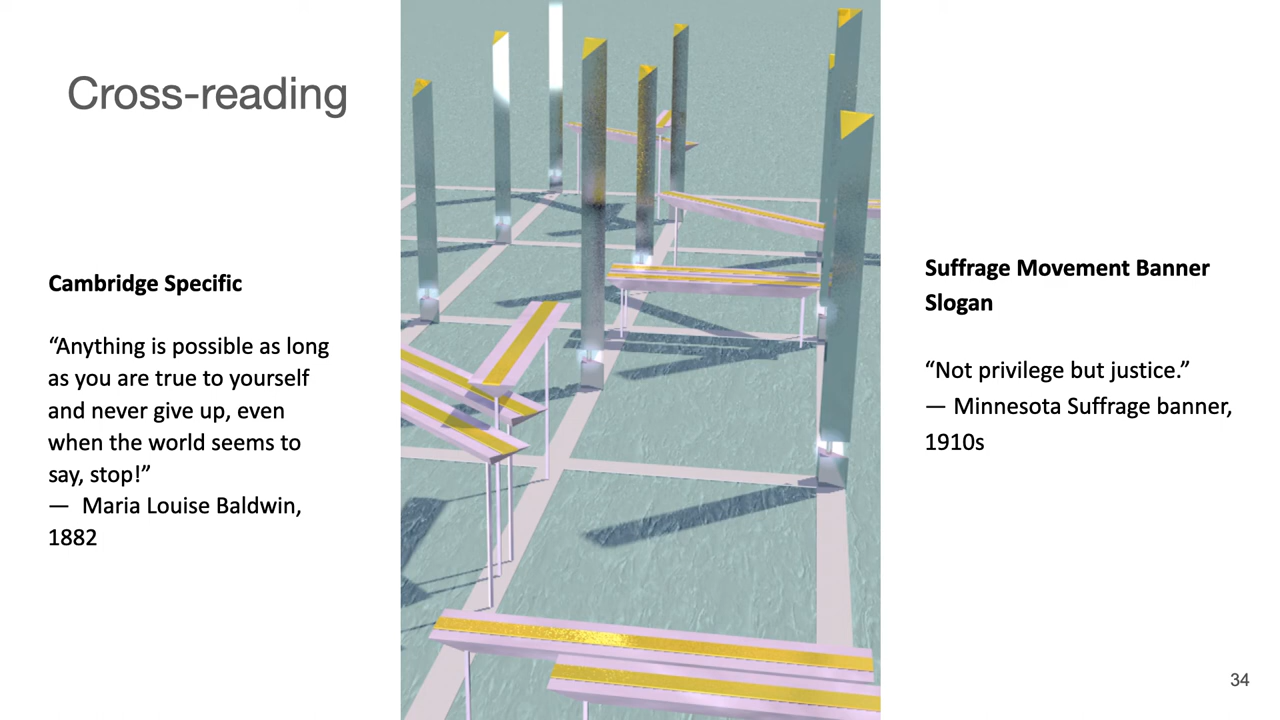 Cross-reading
Cambridge Specific
“Anything is possible as long
as you are true to yourself
and never give up, even
when the world seems to
say, stop!”
— Maria Louise Baldwin,
1882
Suffrage Movement Banner
Slogan
“Not privilege but justice.”
— Minnesota Suffrage banner,
1910s
34